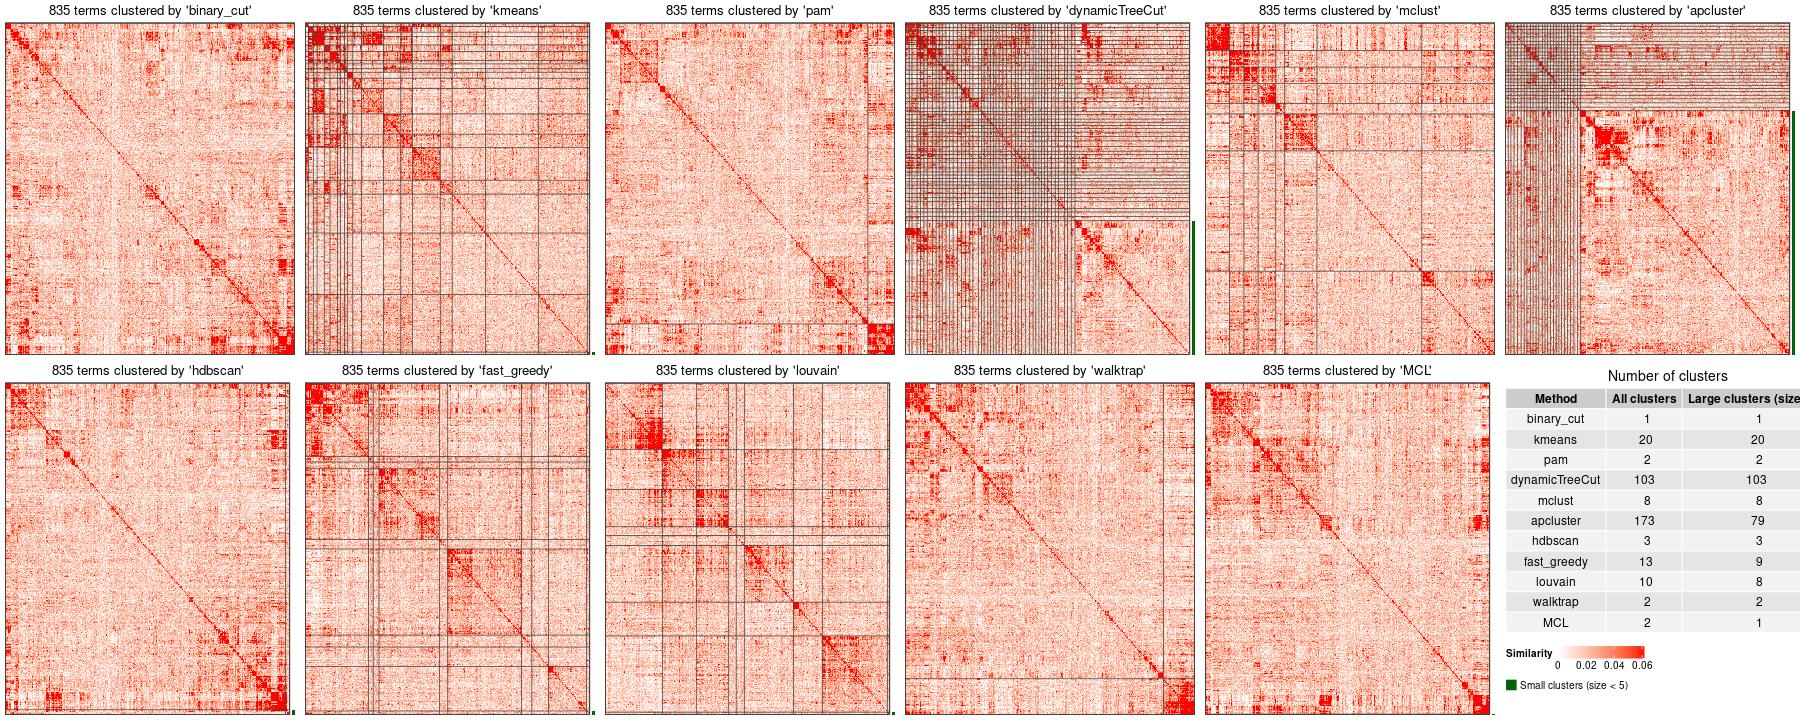 835 terms clustered by 'binary_cut'
835 terms clustered by 'kmeans'
835 terms clustered by 'pam'
835 terms clustered by 'dynamicTreeCut'
835 terms clustered by 'mclust'
835 terms clustered by 'apcluster'
835 terms clustered by 'hdbscan'
835 terms clustered by 'fast_greedy'
835 terms clustered by 'louvain'
835 terms clustered by 'walktrap'
835 terms clustered by 'MCL'
Number of clusters
Method All clusters Large clusters (size
binary_cut 1 1
kmeans 20 20
pam 2 2
dynamicTreeCut 103 103
mclust 8 8
apcluster 173 79
hdbscan 3 3
fast_greedy 13 9
louvain 10 8
walktrap 2 2
MCL 2 1
Similarity
0 0.02 0.04 0.06
Small clusters (size < 5)